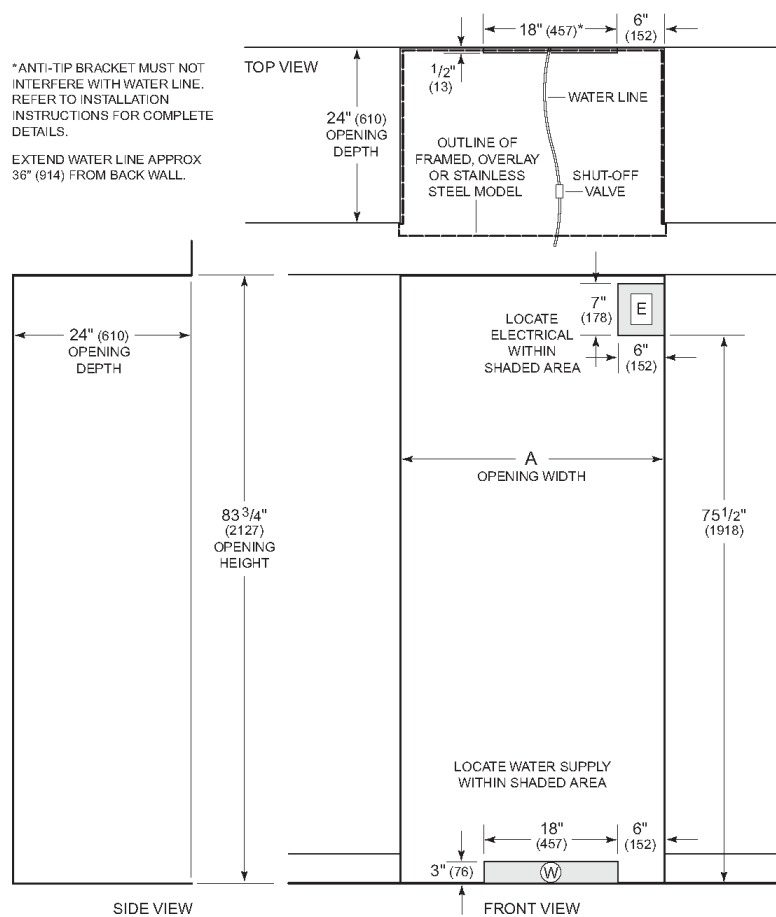 *ANTI-TIP BRACKET MUST NOT
INTERFERE WITH WATER LINE.
REFER TO INSTALLATION
INSTRUCTIONS FOR COMPLETE
DETAILS.
EXTEND WATER LINE APPROX
36" (914) FROM BACK WALL.
TOP VIEW
18" (457)*
6"
(152)
1/2"
(13)
24" (610)
OPENING
DEPTH
WATER LINE
OUTLINE OF
FRAMED, OVERLAY
OR STAINLESS
STEEL MODEL
SHUT-OFF
VALVE
24" (610)
OPENING
DEPTH
83 3/4"
(2127)
OPENING
HEIGHT
7"
(178)
E
LOCATE
ELECTRICAL
WITHIN
SHADED AREA
6"
(152)
A
OPENING WIDTH
75 1/2"
(1918)
LOCATE WATER SUPPLY
WITHIN SHADED AREA
18"
(457)
6"
(152)
3" (76)
W
SIDE VIEW
FRONT VIEW